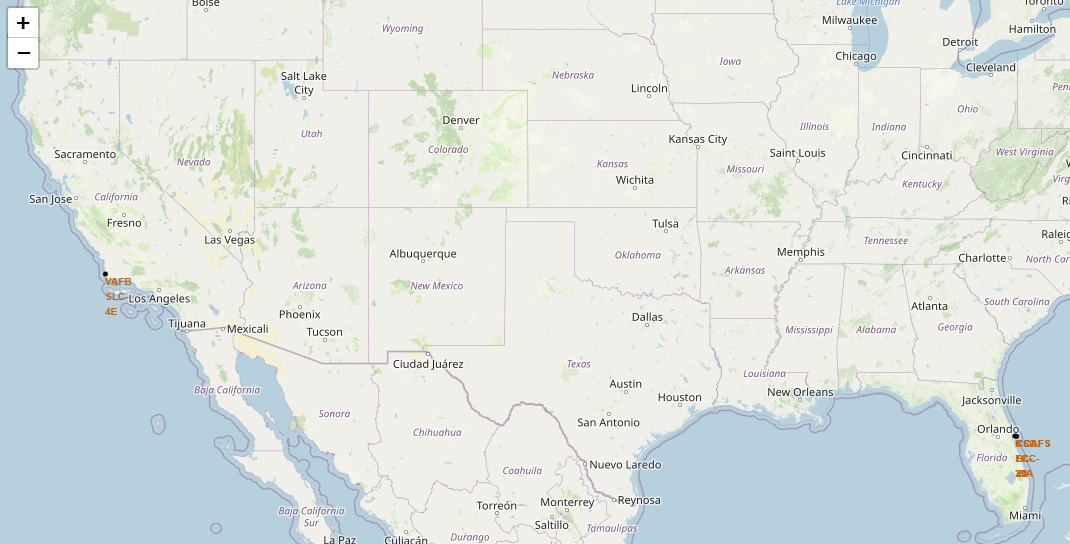 Boise
Lake Michigan
Toronto
+
Milwaukee
Wyoming
Hamilton
Detroit
−
Chicago
Iowa
Cleveland
Salt Lake
City
Nebraska
Lincoln
Ohio
Denver
Utah
Illinois
Indiana
Kansas City
Colorado
Saint Louis
West Virginia
Sacramento
Nevada
Kansas
Missouri
Cincinnati
Wichita
Kentucky
San Jose
California
Fresno
Tulsa
Las Vegas
Tennessee
Albuquerque
Oklahoma
Memphis
Charlotte
Arkansas
VAFB
SLC-
4E
Los Angeles
Arizona
New Mexico
Atlanta
South Carolina
Phoenix
Dallas
Tijuana
Mexicali
Tucson
Mississippi
Alabama
Georgia
Ciudad Juárez
Texas
Louisiana
Baja California
Austin
New Orleans
Houston
Jacksonville
Sonora
San Antonio
Chihuahua
Orlando
Florida
Coahuila
Nuevo Laredo
Torreón
Monterrey
Reynosa
Baja California
Sur
Saltillo
Tamaulipas
Miami
La Paz
Culiacán
Durango